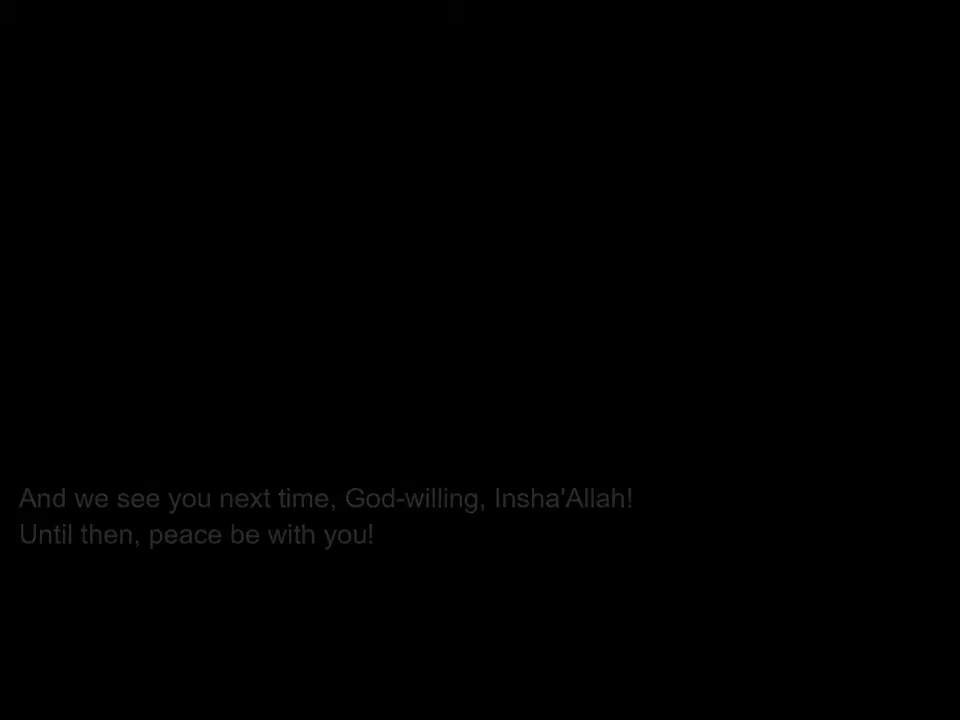 And we see you next time, God-willing, Insha'Allah!
Until then, peace be with you!